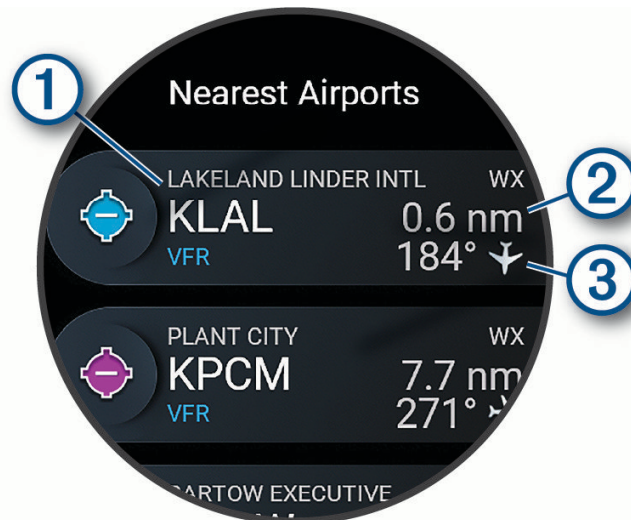 Nearest Airports
1
LAKELAND LINDER INTL WX
KLAL 0.6 nm
2
VFR 184°
3
PLANT CITY WX
KPCM 7.7 nm
VFR 271°
EXECUTIVE